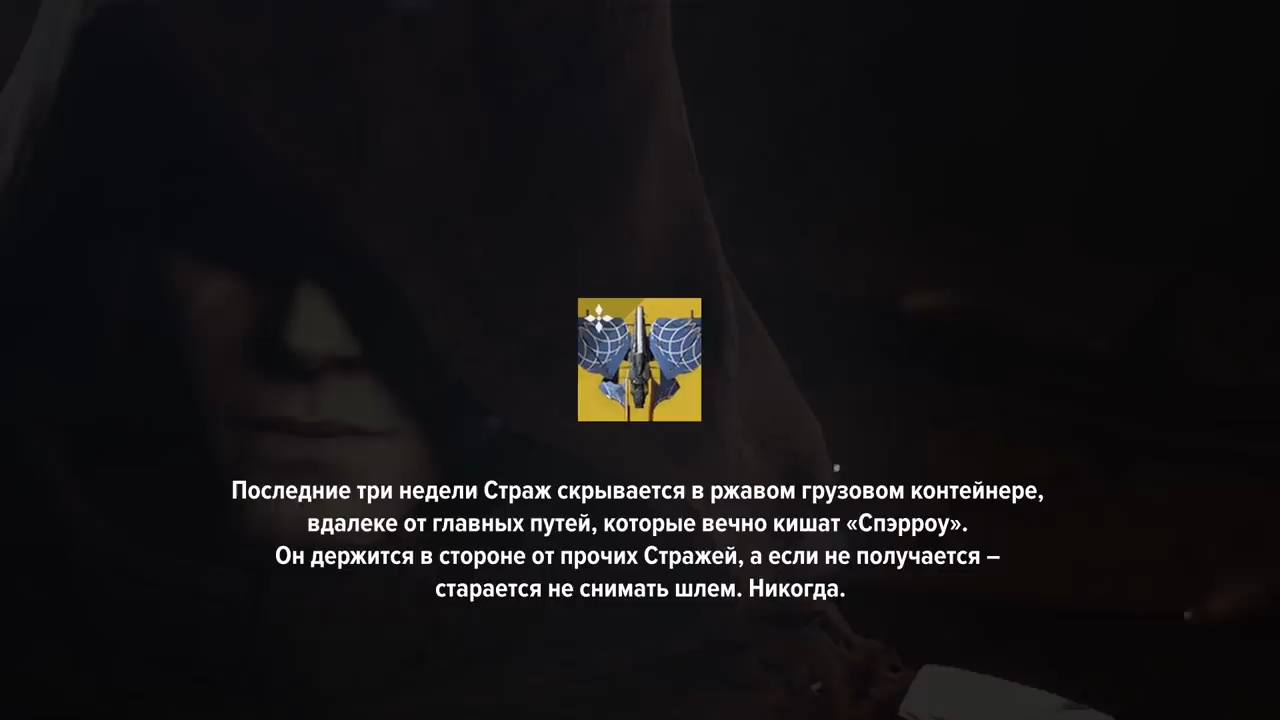 Последние три недели Страж скрывается в ржавом грузовом контейнере,
вдалеке от главных путей, которые вечно кишат «Спэрроу».
Он держится в стороне от прочих Стражей, а если не получается –
старается не снимать шлем. Никогда.